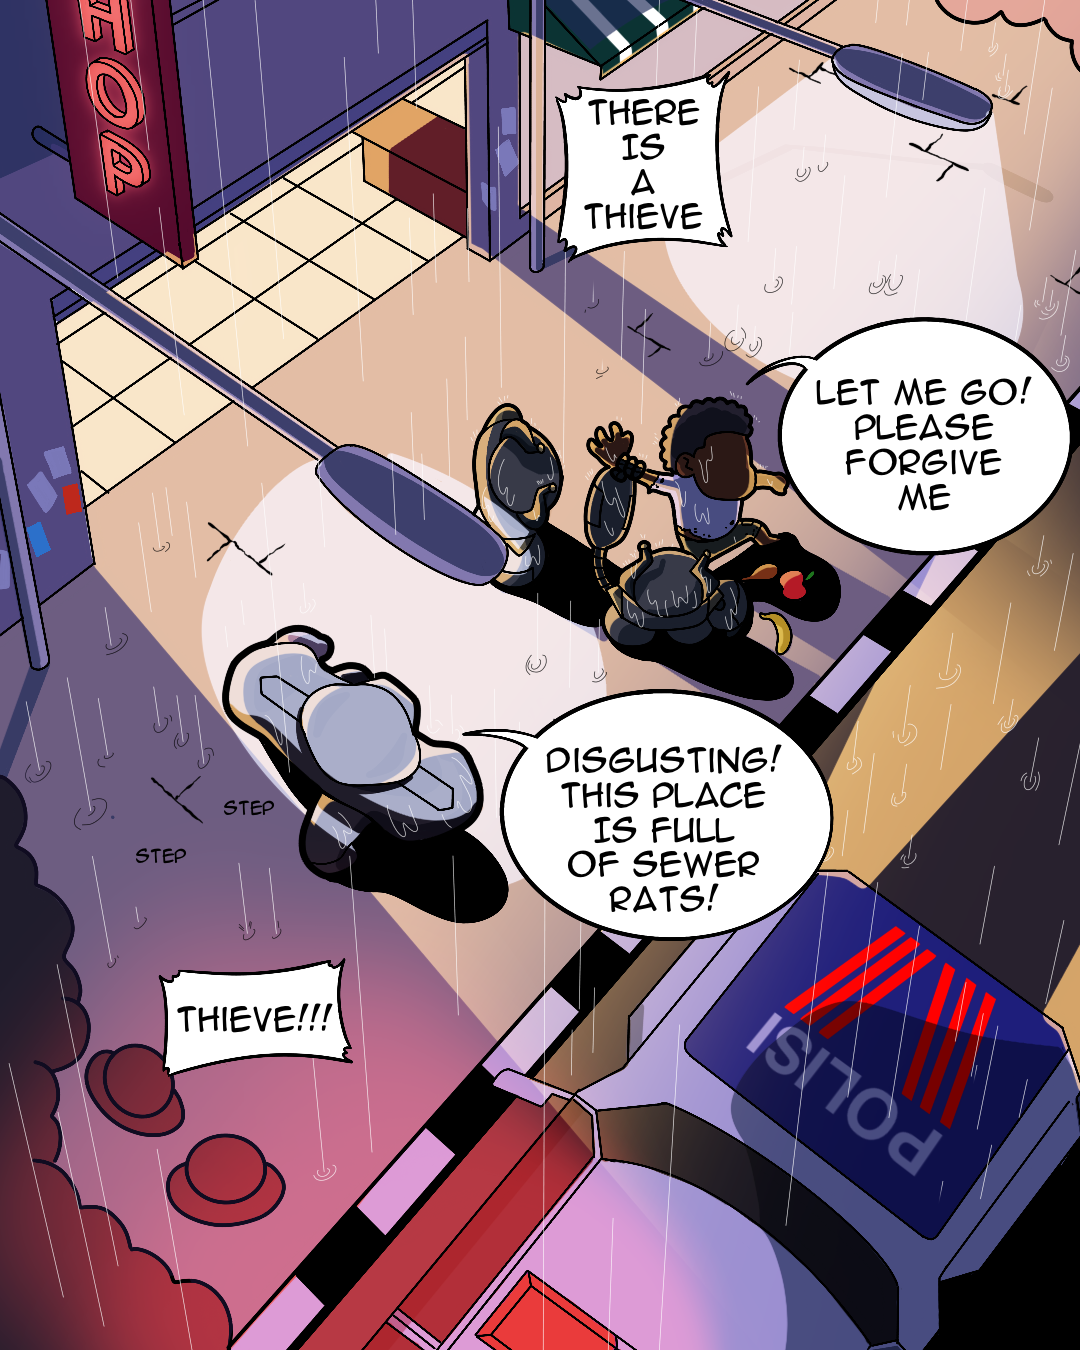 HOP
THERE
IS
A
THIEVE
LET ME GO!
PLEASE
FORGIVE
ME
DISGUSTING!
THIS PLACE
IS FULL
OF SEWER
RATS!
STEP
STEP
THIEVE!!!
POLISI